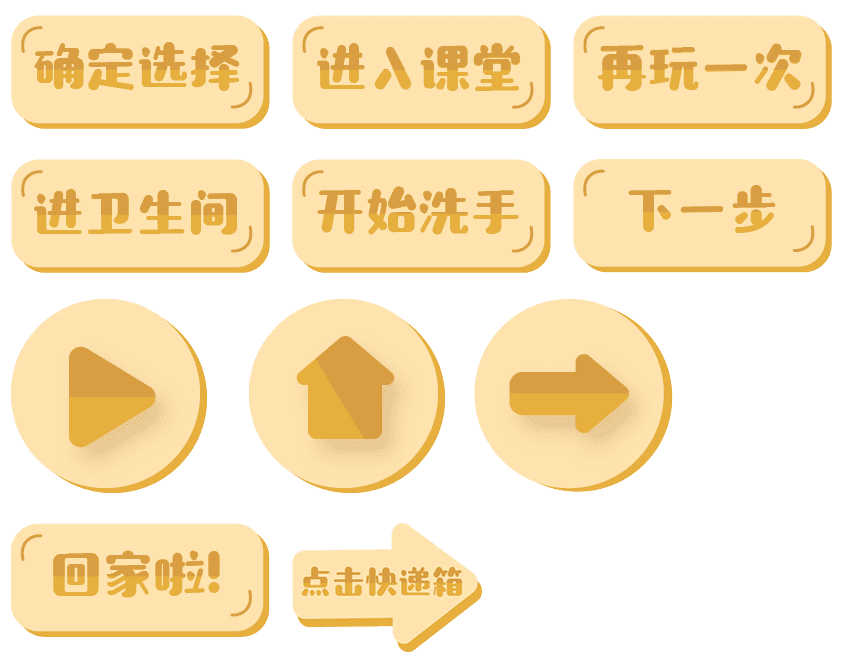 确定选择
进入课堂
再玩一次
进卫生间
开始洗手
下一步
回家啦!
点击快递箱